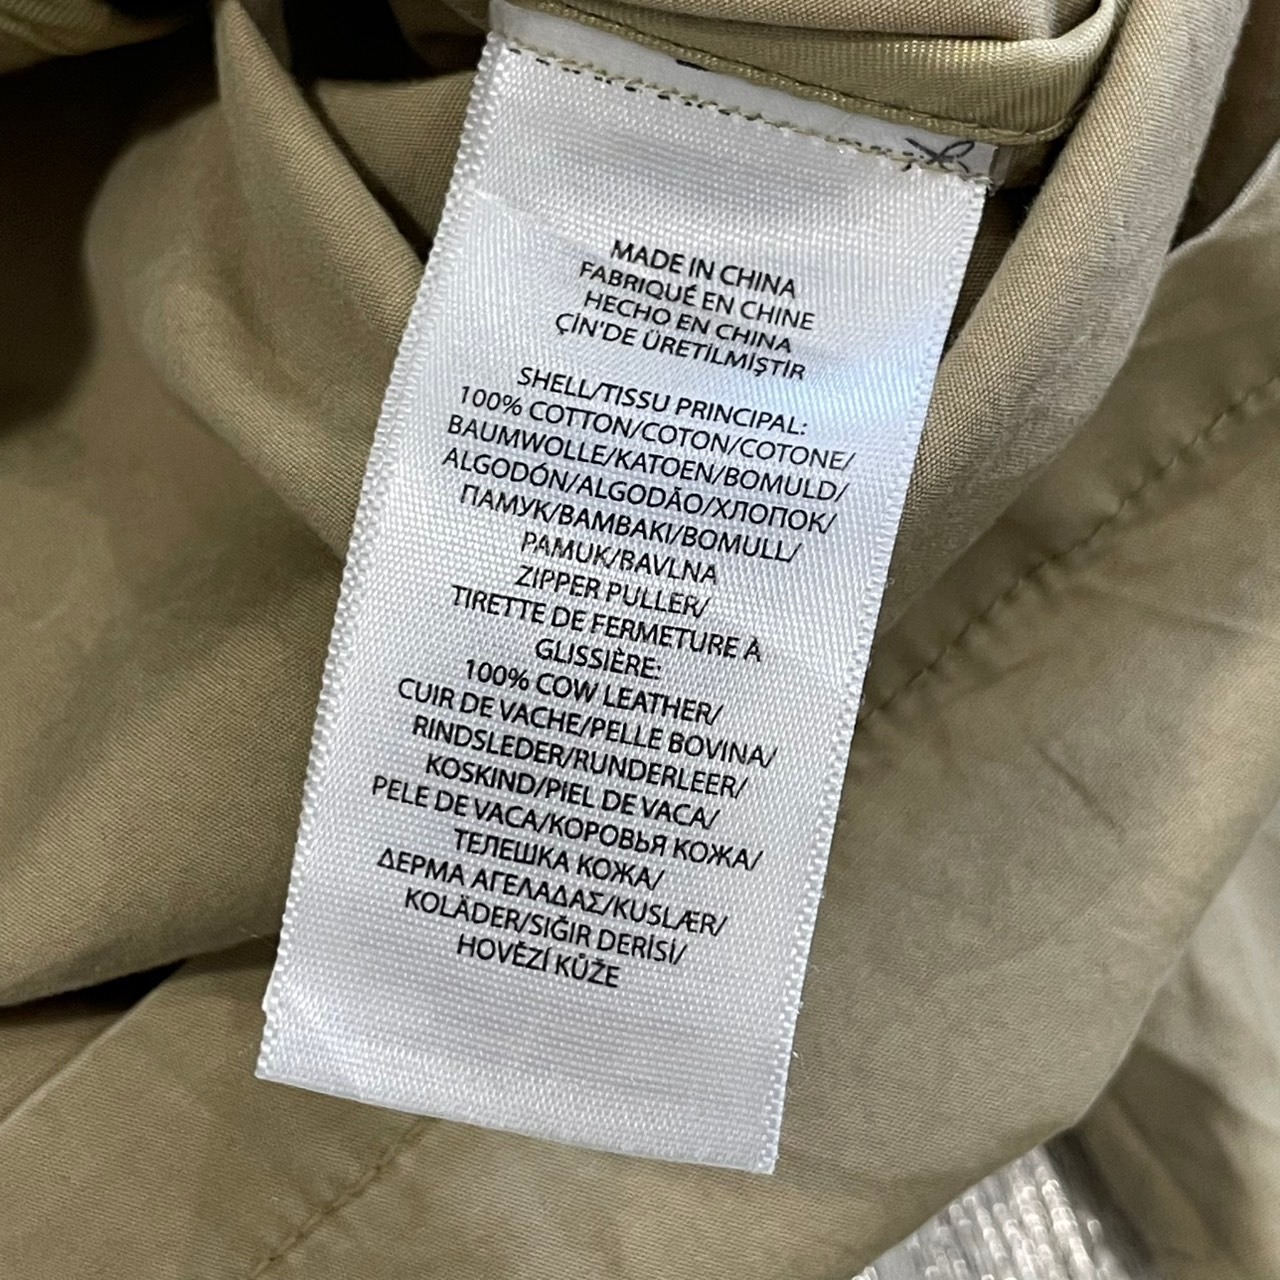 MADE IN CHINA
FABRIQUÉ EN CHINE
HECHO EN CHINA
ÇİN'DE ÜRETİLMİŞTİR
SHELL/TISSU PRINCIPAL:
100% COTTON/COTON/COTONE/
BAUMWOLLE/KATOEN/BOMULD/
ALGODÓN/ALGODÃO/ХЛОПОК/
ПАМУК/BAMBAKI/BOMULL/
PAMUK/BAVLNA
ZIPPER PULLER/
TIRETTE DE FERMETURE À
GLISSIÈRE:
100% COW LEATHER/
CUIR DE VACHE/PELLE BOVINA/
RINDSLEDER/RUNDERLEER/
KOSKIND/PIEL DE VACA/
PELE DE VACA/КОРОВЬЯ КОЖА/
ТЕЛЕШКА КОЖА/
ΔΕΡΜΑ ΑΓΕΛΑΔΑΣ/KUSLÆR/
KOLÄDER/SIĞIR DERİSİ/
HOVĚZÍ KŮŽE